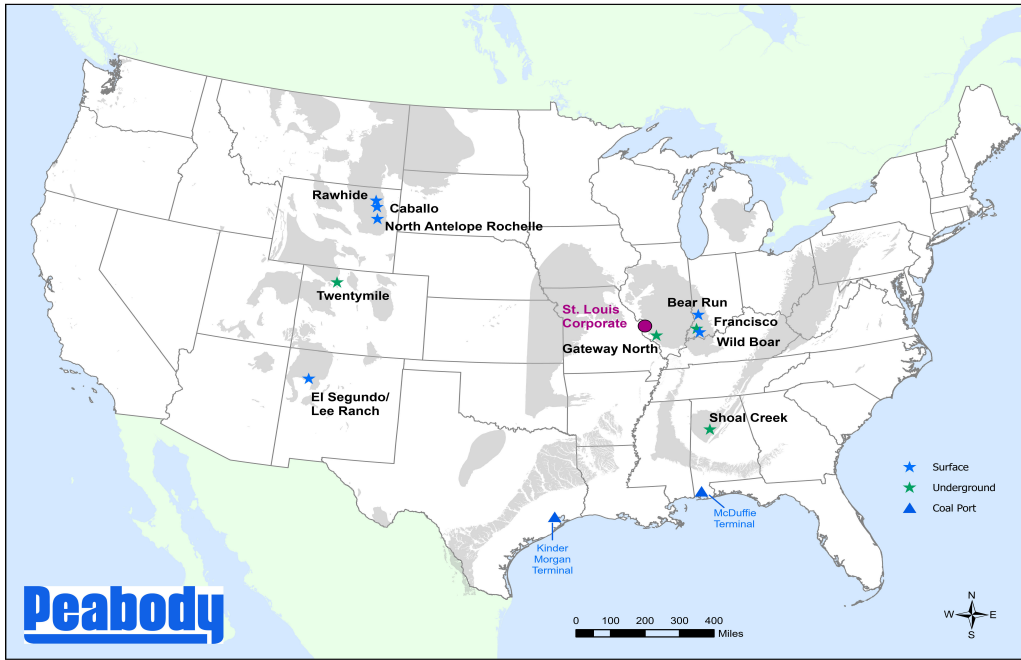 Rawhide
Caballo
North Antelope Rochelle
Twentymile
Bear Run
St. Louis
Corporate
Francisco
Wild Boar
Gateway North
El Segundo/
Lee Ranch
Shoal Creek
Surface
Underground
Coal Port
McDuffie
Terminal
Kinder
Morgan
Terminal
Peabody
0 100 200 300 400
Miles
N
W E
S